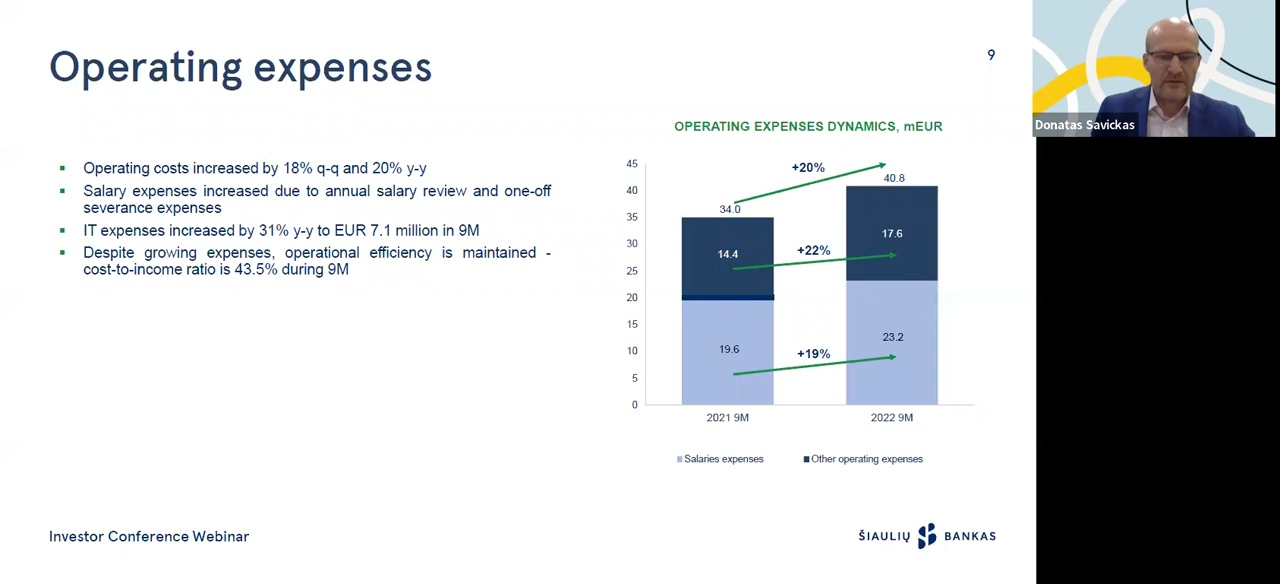 Operating expenses
9
Operating costs increased by 18% q-q and 20% y-y
Salary expenses increased due to annual salary review and one-off
severance expenses
IT expenses increased by 31% y-y to EUR 7.1 million in 9M
Despite growing expenses, operational efficiency is maintained -
cost-to-income ratio is 43.5% during 9M
OPERATING EXPENSES DYNAMICS, mEUR
45
40
35
30
25
20
15
10
5
0
+20%
40.8
34.0
14.4
+22%
17.6
19.6
+19%
23.2
2021 9M
2022 9M
Salaries expenses
Other operating expenses
Investor Conference Webinar
ŠIAULIŲ BANKAS
Donatas Savickas